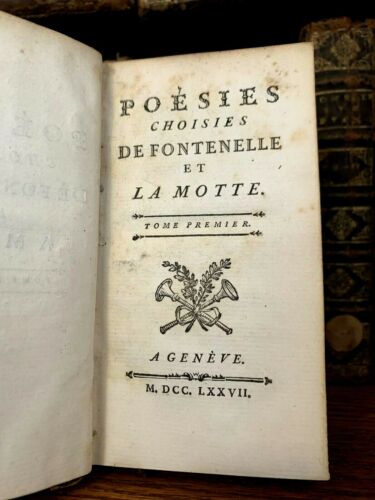 POÉSIES
CHOISIES
DE FONTENELLE
ET
LA MOTTE.
TOME PREMIER.
A GENÈVE.
M. DCC. LXXVII.